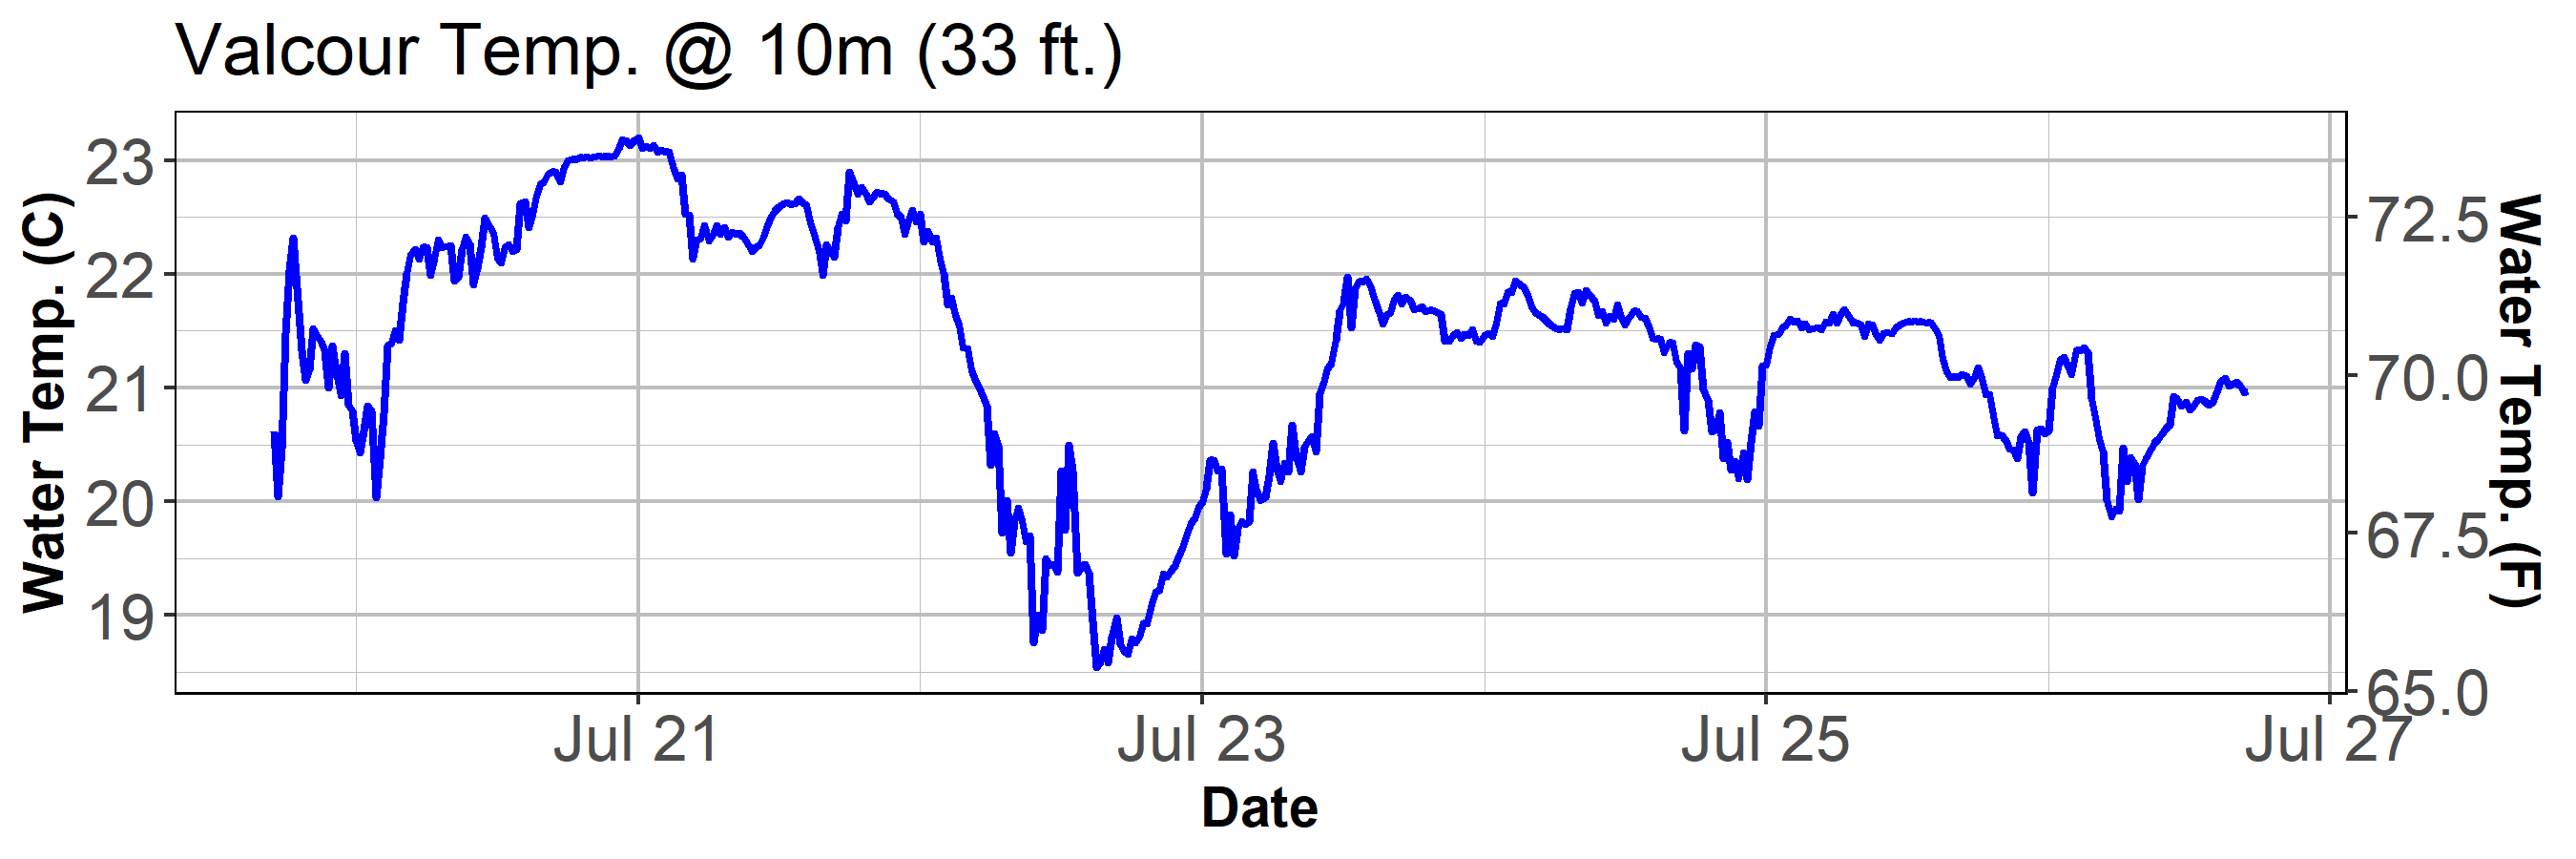 Valcour Temp. @ 10m (33 ft.)
Water Temp. (C)
23
22
21
20
19
72.5
70.0
67.5
65.0
Water Temp. (F)
Jul 21 Jul 23 Jul 25 Jul 27
Date